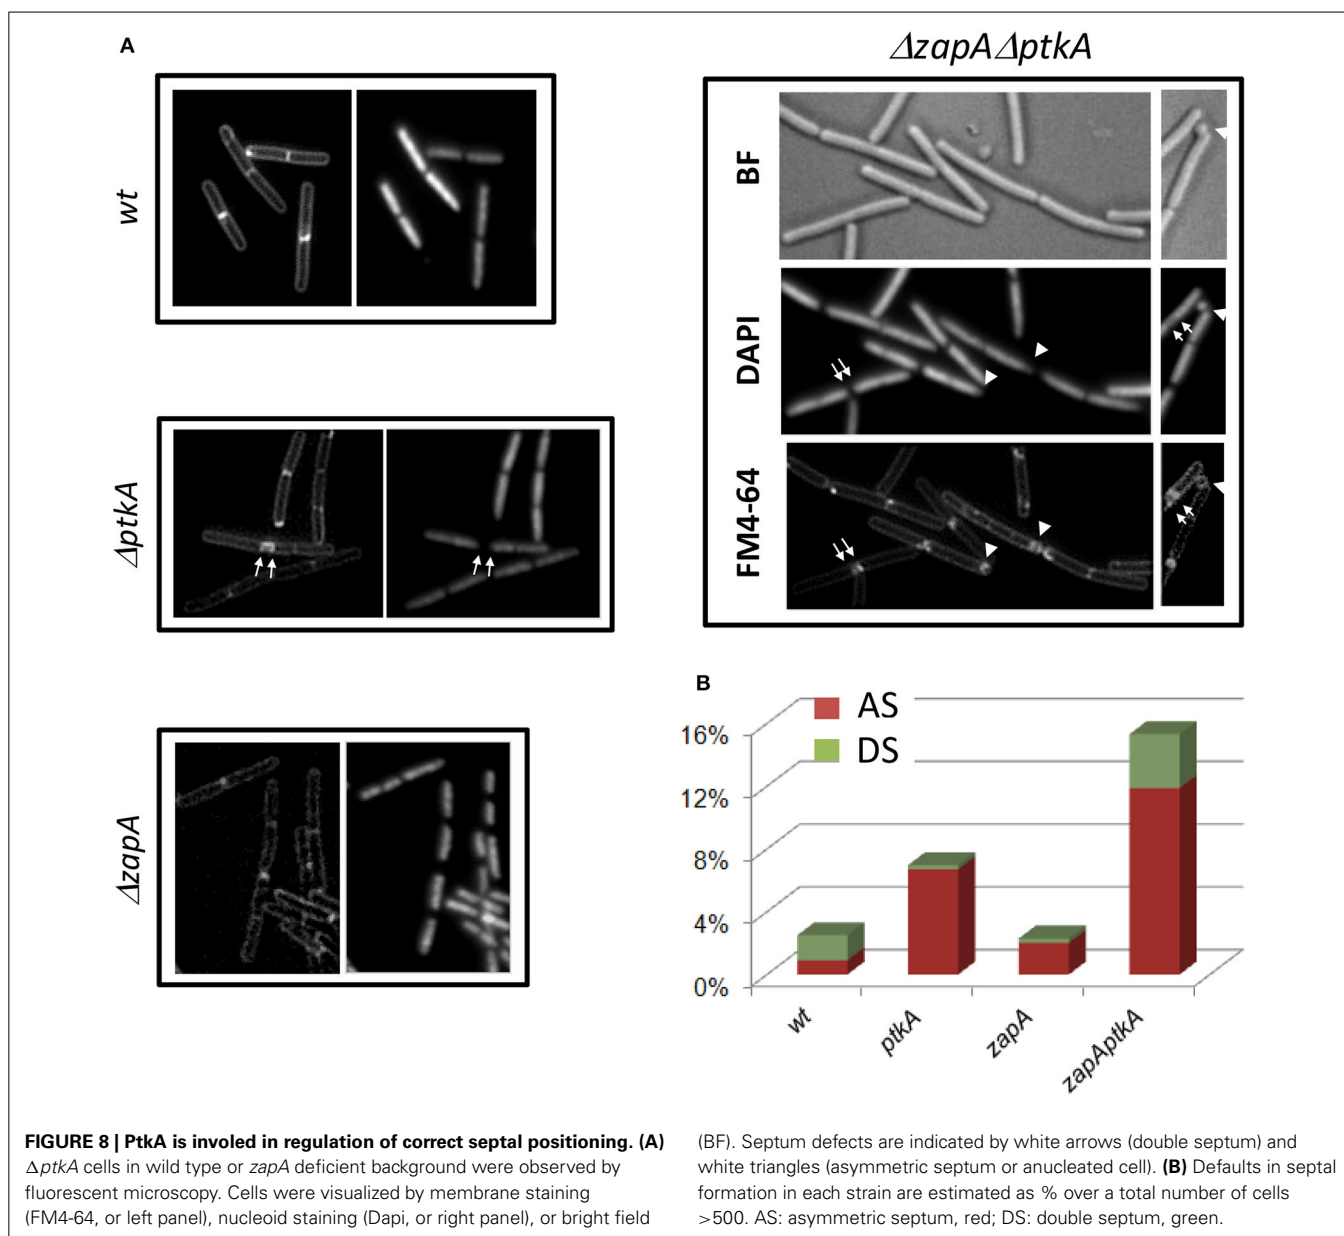 A
wt
ΔptkA
ΔzapA
ΔzapAΔptkA
BF
DAPI
FM4-64
B
AS
DS
16%
12%
8%
4%
0%
wt
ptkA
zapA
zapAptkA
FIGURE 8 | PtkA is involed in regulation of correct septal positioning. (A)
ΔptkA cells in wild type or zapA deficient background were observed by
fluorescent microscopy. Cells were visualized by membrane staining
(FM4-64, or left panel), nucleoid staining (Dapi, or right panel), or bright field
(BF). Septum defects are indicated by white arrows (double septum) and
white triangles (asymmetric septum or anucleated cell). (B) Defaults in septal
formation in each strain are estimated as % over a total number of cells
>500. AS: asymmetric septum, red; DS: double septum, green.